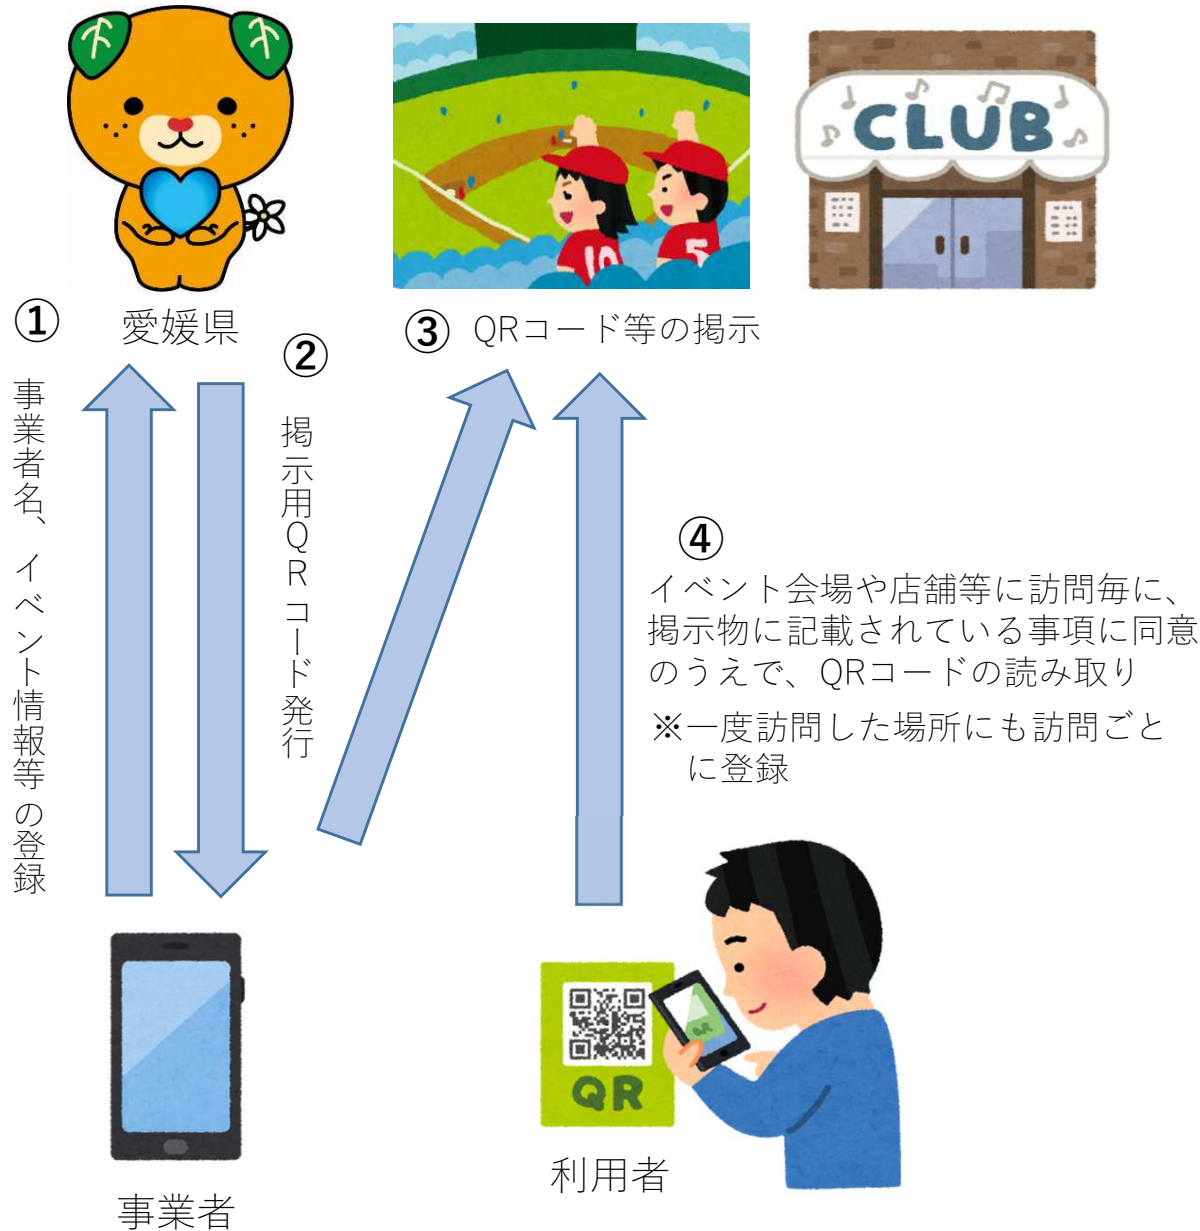 CLUB
10
5
①
愛媛県
②
③ QRコード等の掲示
事業者名、イベント情報等の登録
掲示用QRコード発行
④
イベント会場や店舗等に訪問毎に、
掲示物に記載されている事項に同意
のうえで、QRコードの読み取り
※一度訪問した場所にも訪問ごと
に登録
QR
QR
利用者
事業者